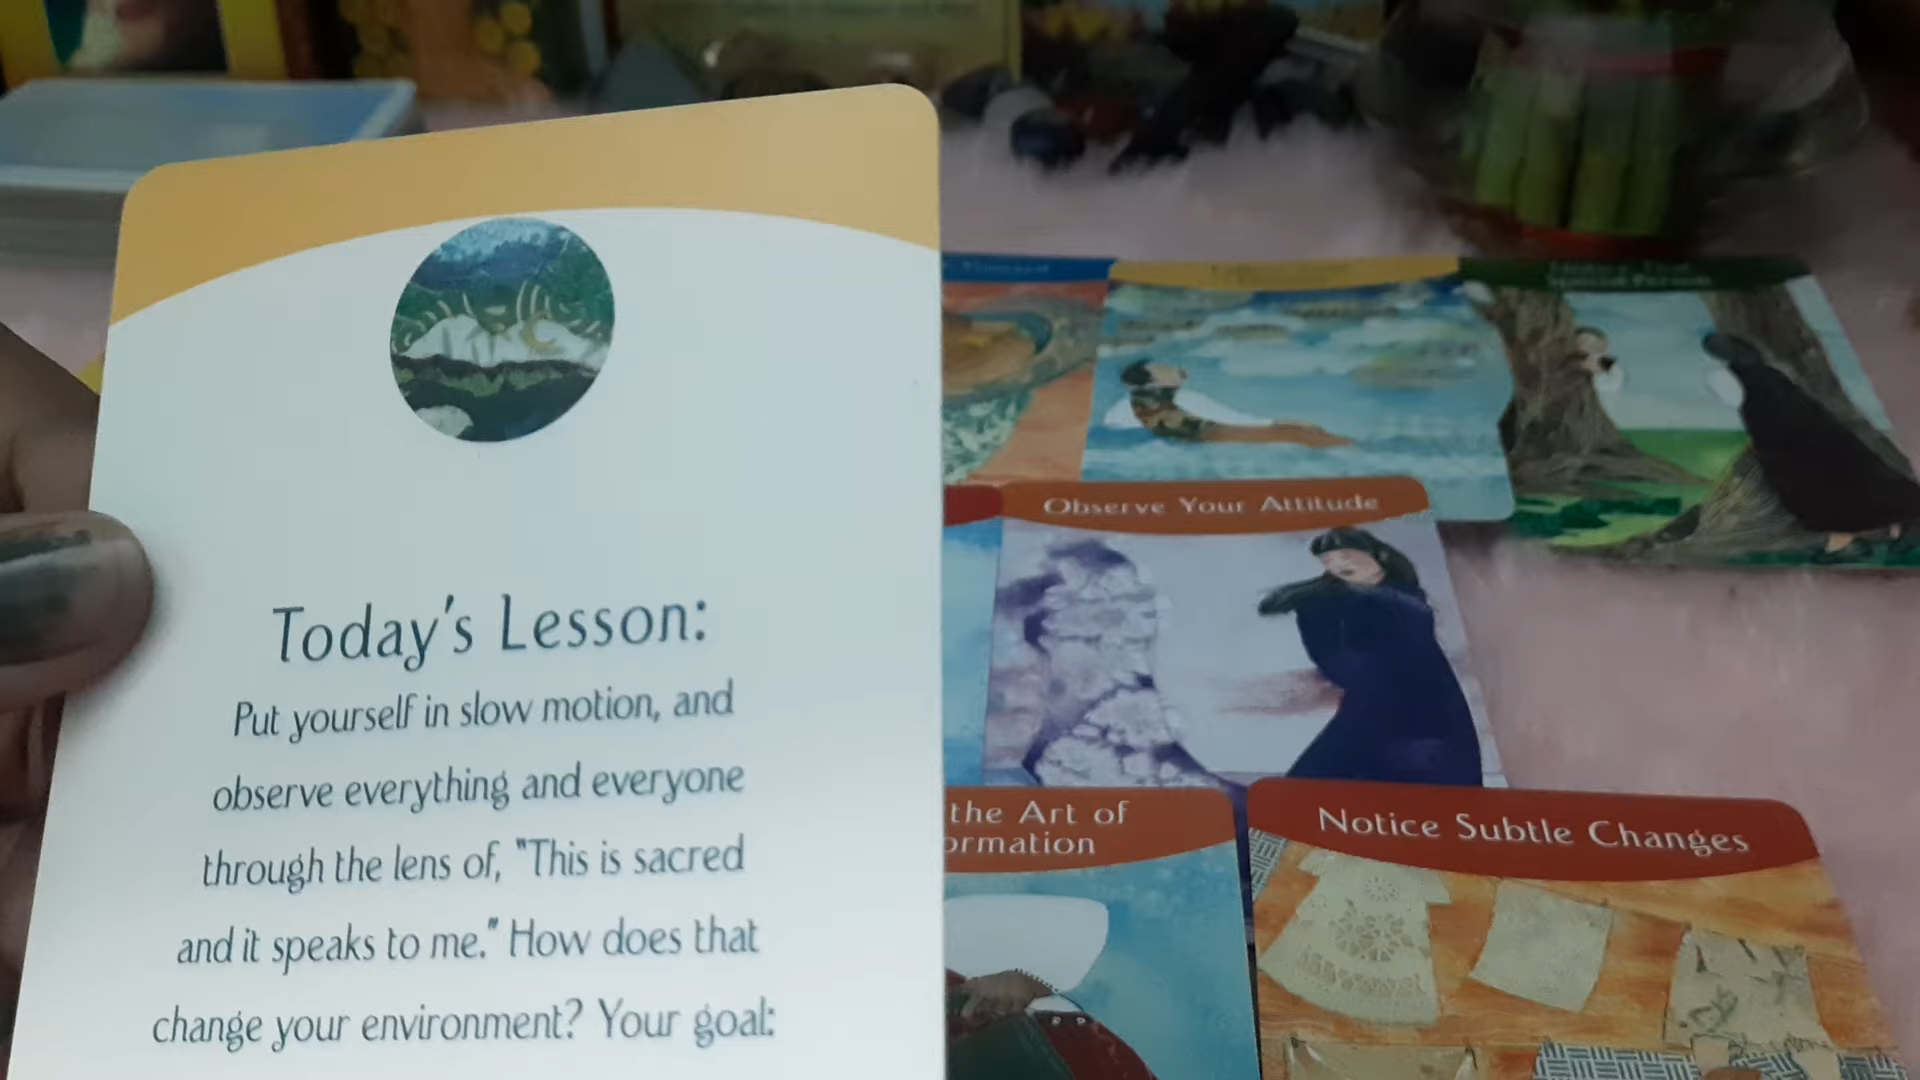 Today's Lesson:
Put yourself in slow motion, and
observe everything and everyone
through the lens of, "This is sacred
and it speaks to me." How does that
change your environment? Your goal:
Observe Your Attitude
the Art of
ormation
Notice Subtle Changes